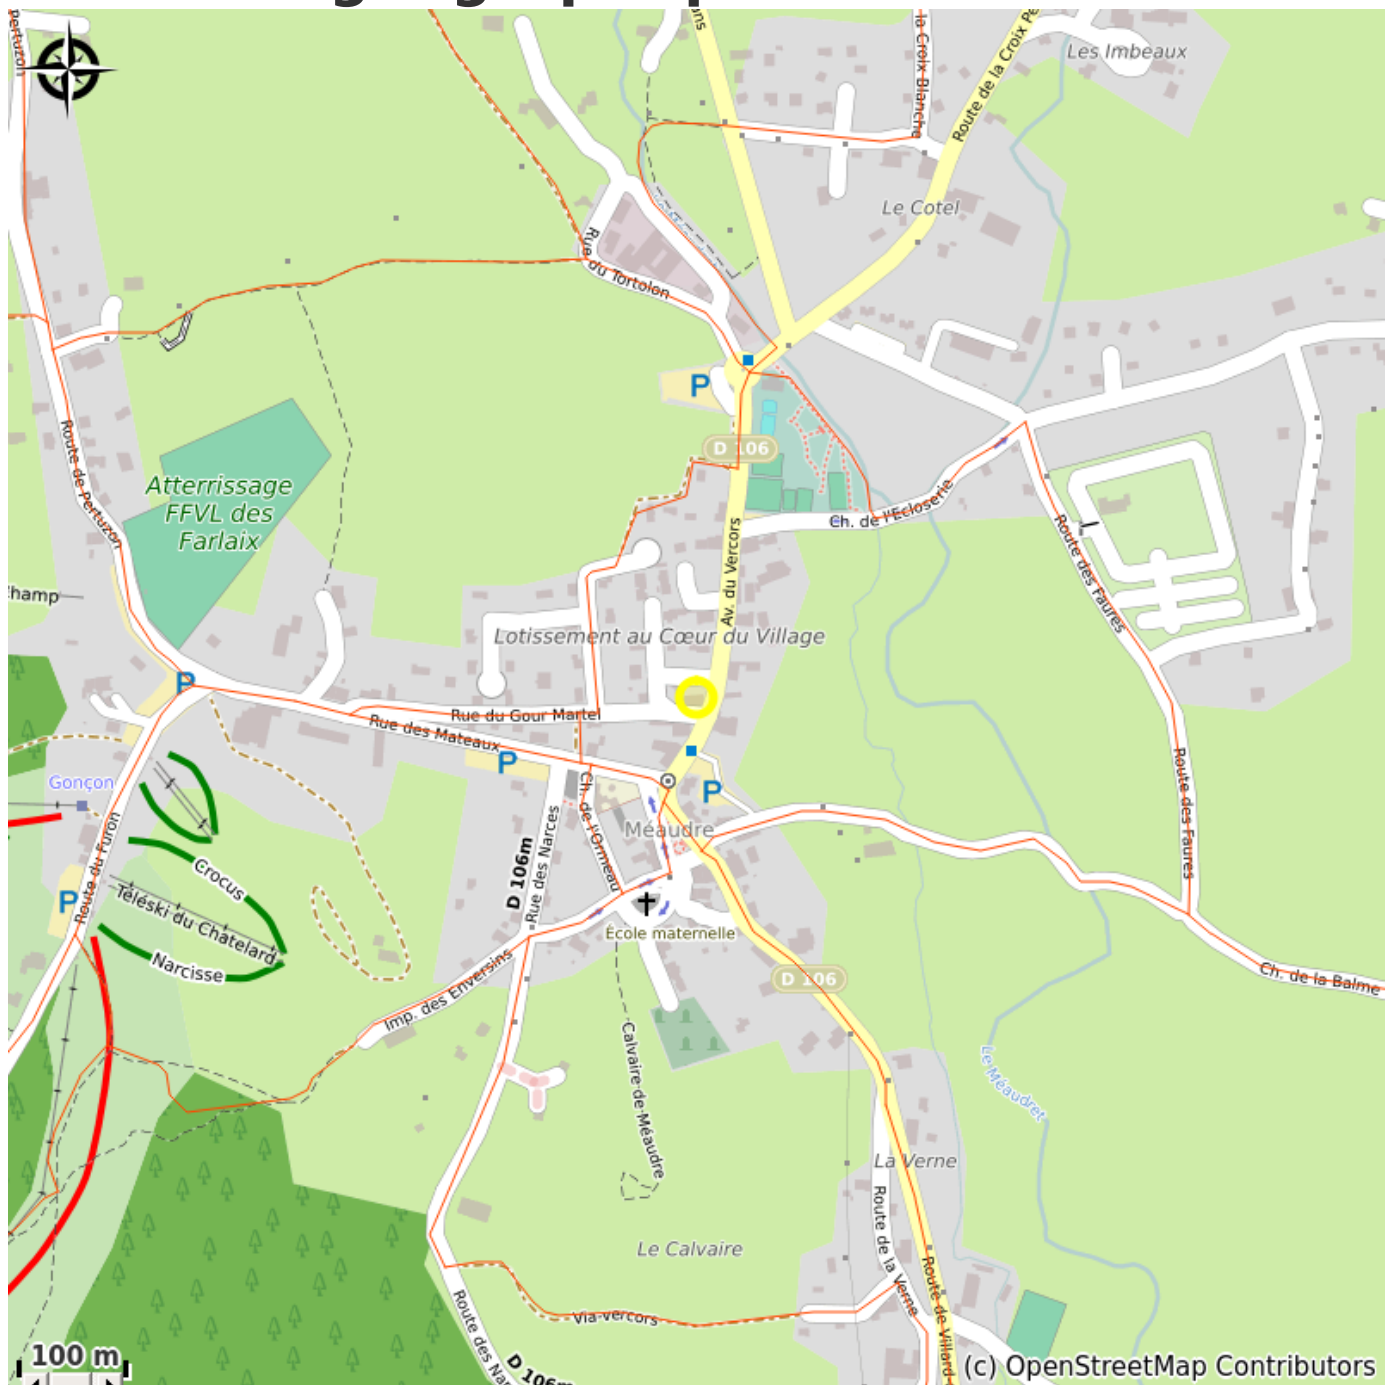 Pertuzon
la Croix Blanche
Route de la Croix Pe
Les Imbeaux
Le Cotel
Rue du Tortolon
P
D 106
Route de Pertuzon
Atterrissage
FFVL des
Farlaix
Ch. de l'Écloserie
Av. du Vercors
Route des Faures
Champ
Lotissement au Cœur du Village
P
Rue du Gour Martel
Rue des Mateaux
P
P
Gonçon
Ch. de l'Ormeau
Méaudre
Route des Faures
Route du Furon
D 106m
Rue des Narces
Crocus
P
Téléski du Chatelard
École maternelle
Narcisse
D 106
Ch. de la Balme
Imp. des Enversins
Calvaire de Méaudre
Le Méaudret
La Verne
Route de la Verne
Le Calvaire
Route de Villard-
Via-vercors
Route des Nar
D 106m
100 m
(c) OpenStreetMap Contributors